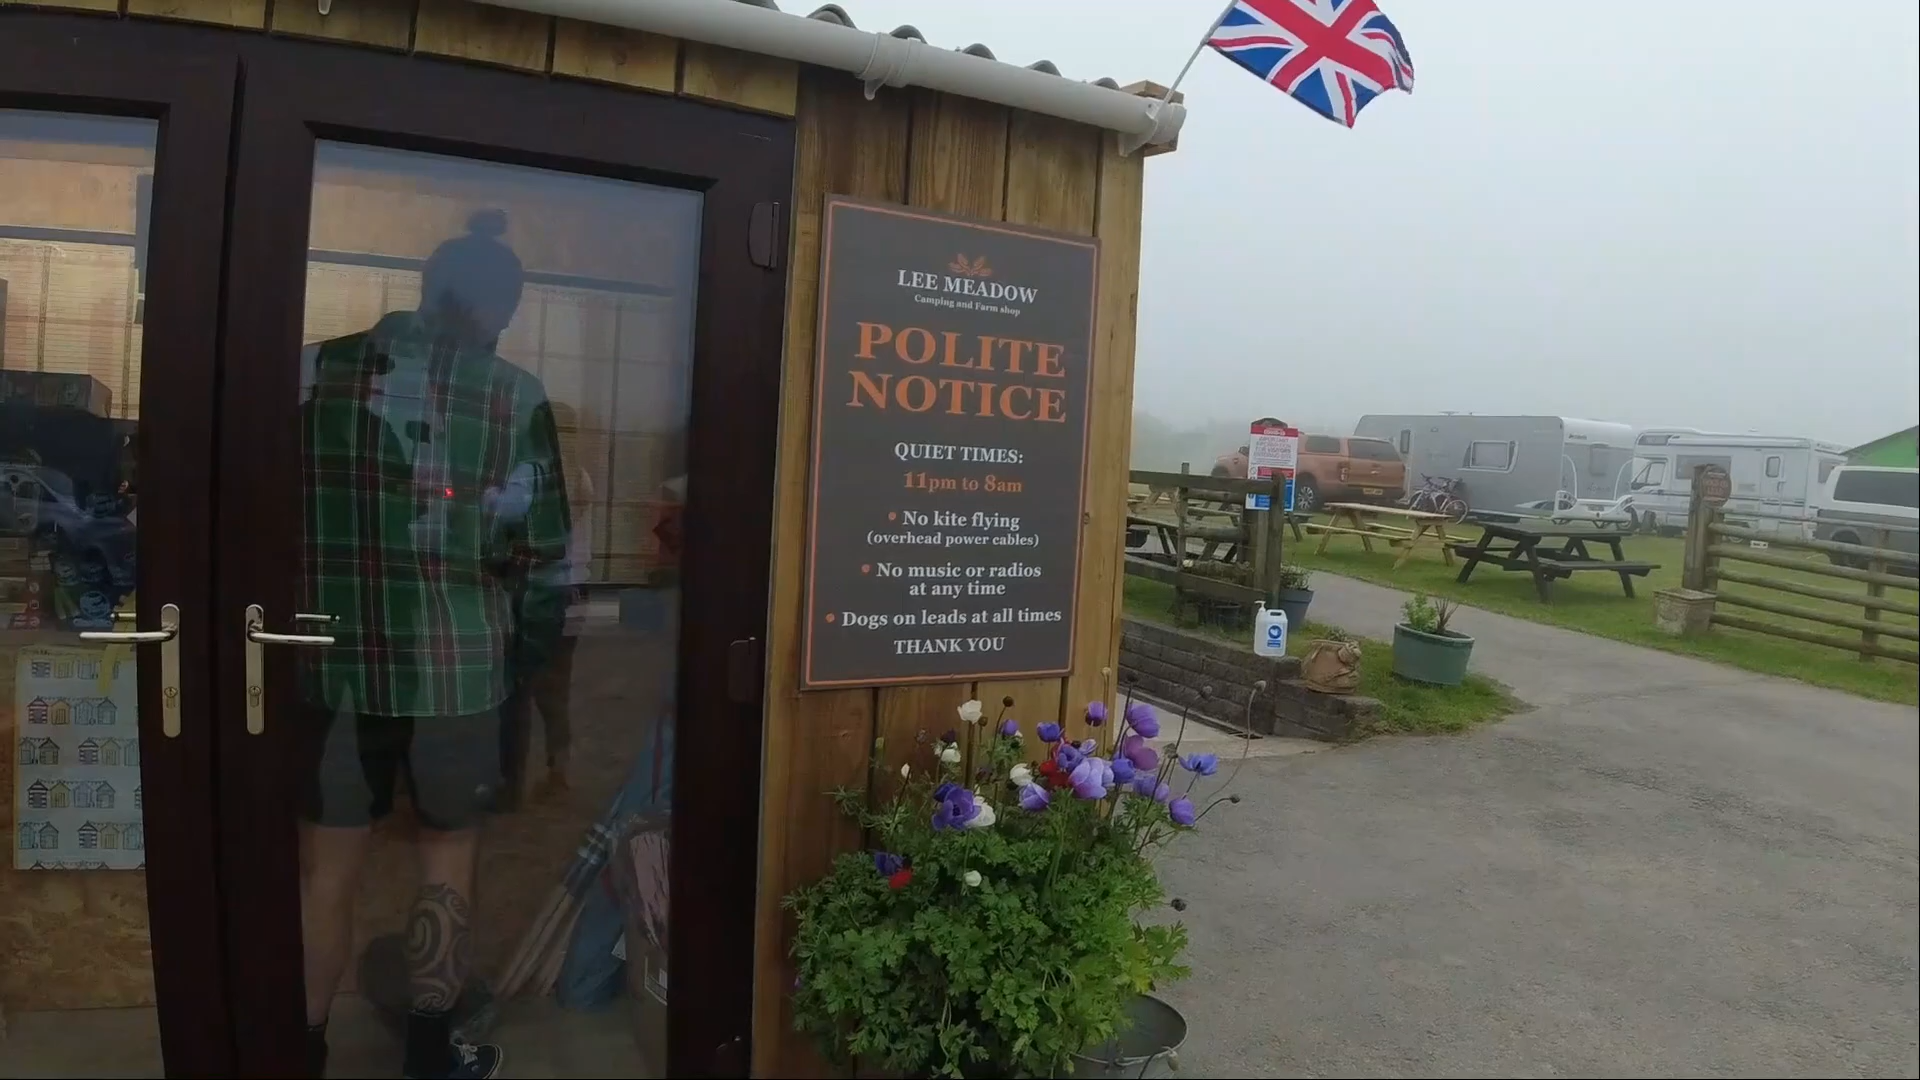 LEE MEADOW
Camping and Farm shop
POLITE
NOTICE
QUIET TIMES:
11pm to 8am
• No kite flying
(overhead power cables)
• No music or radios
at any time
• Dogs on leads at all times
THANK YOU